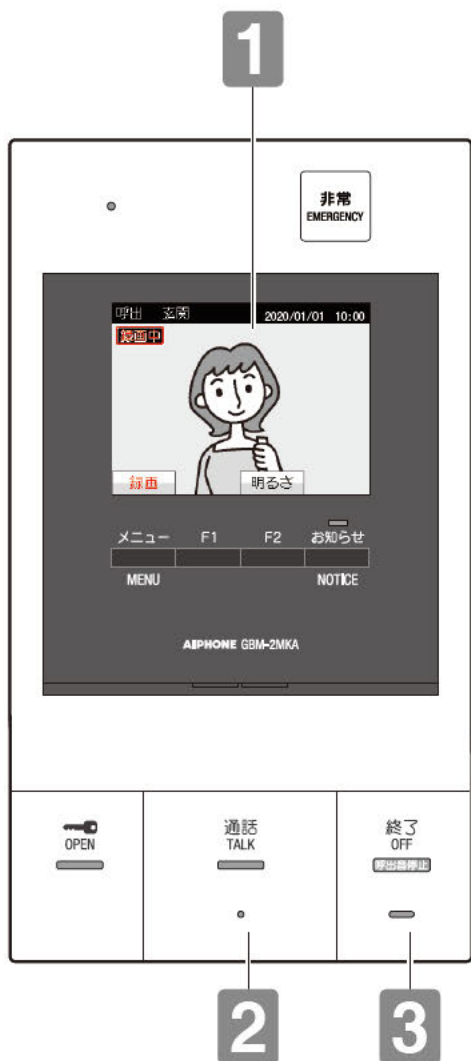 1
非常
EMERGENCY
呼出 玄関 2020/01/01 10:00
録画中
録画 明るさ
メニュー F1 F2 お知らせ
MENU NOTICE
AIPHONE GBM-2MKA
OPEN
通話
TALK
終了
OFF
呼出音停止
2 3